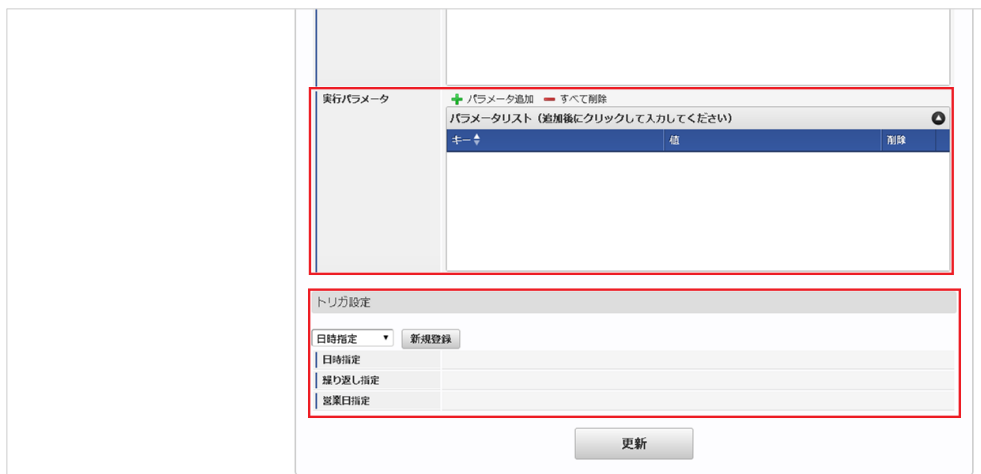 実行パラメータ
パラメータ追加 すべて削除
パラメータリスト（追加後にクリックして入力してください）
キー 値 削除
トリガ設定
日時指定 新規登録
日時指定
繰り返し指定
営業日指定
更新